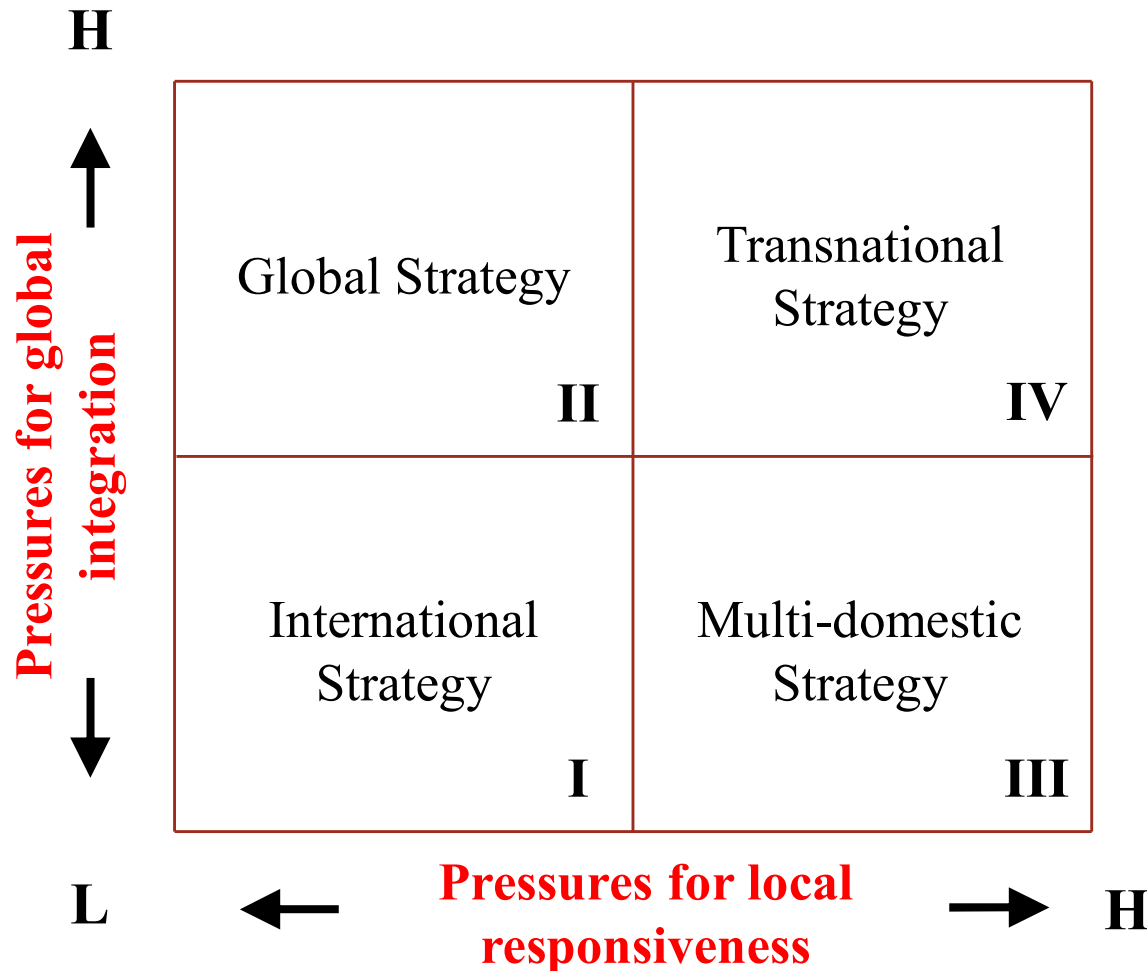 H
Pressures for global
integration
Global Strategy
II
Transnational
Strategy
IV
International
Strategy
I
Multi-domestic
Strategy
III
L
Pressures for local
responsiveness
H